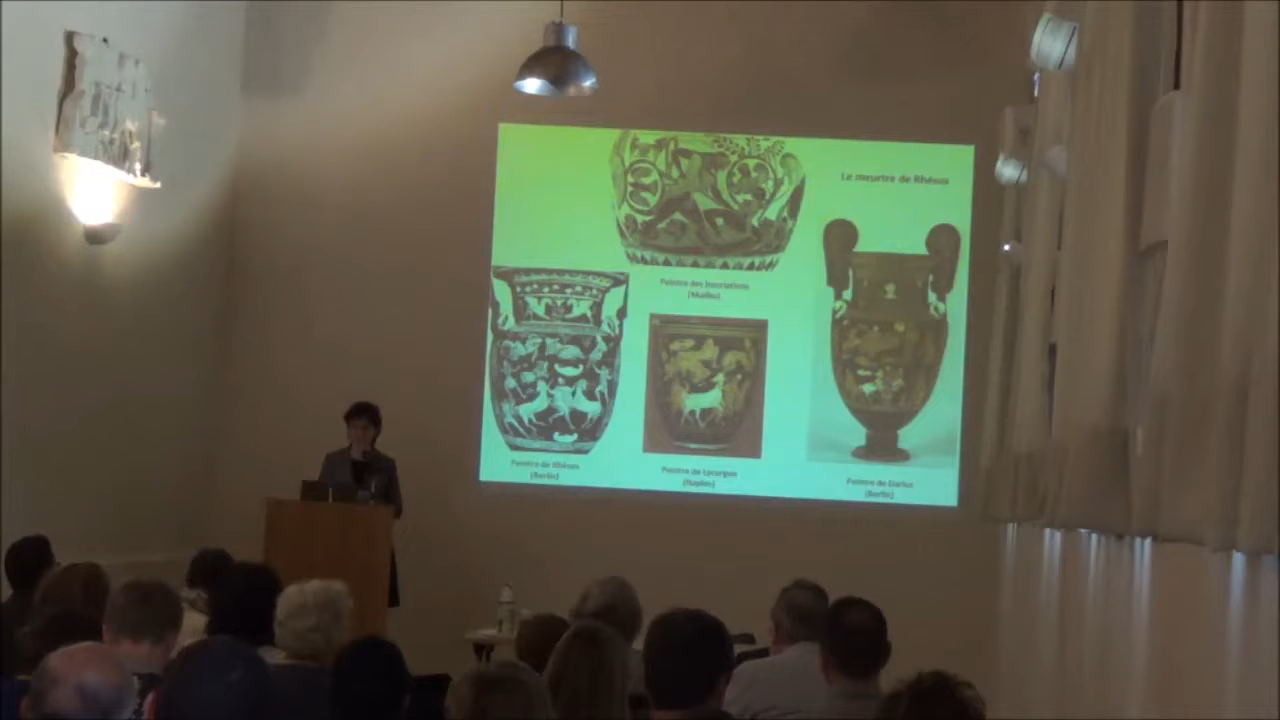 Le meurtre de Rhésos
Peintre des Inscriptions
(Malibu)
Peintre de Rhésos
(Berlin)
Peintre de Lycurgue
(Naples)
Peintre de Darius
(Berlin)